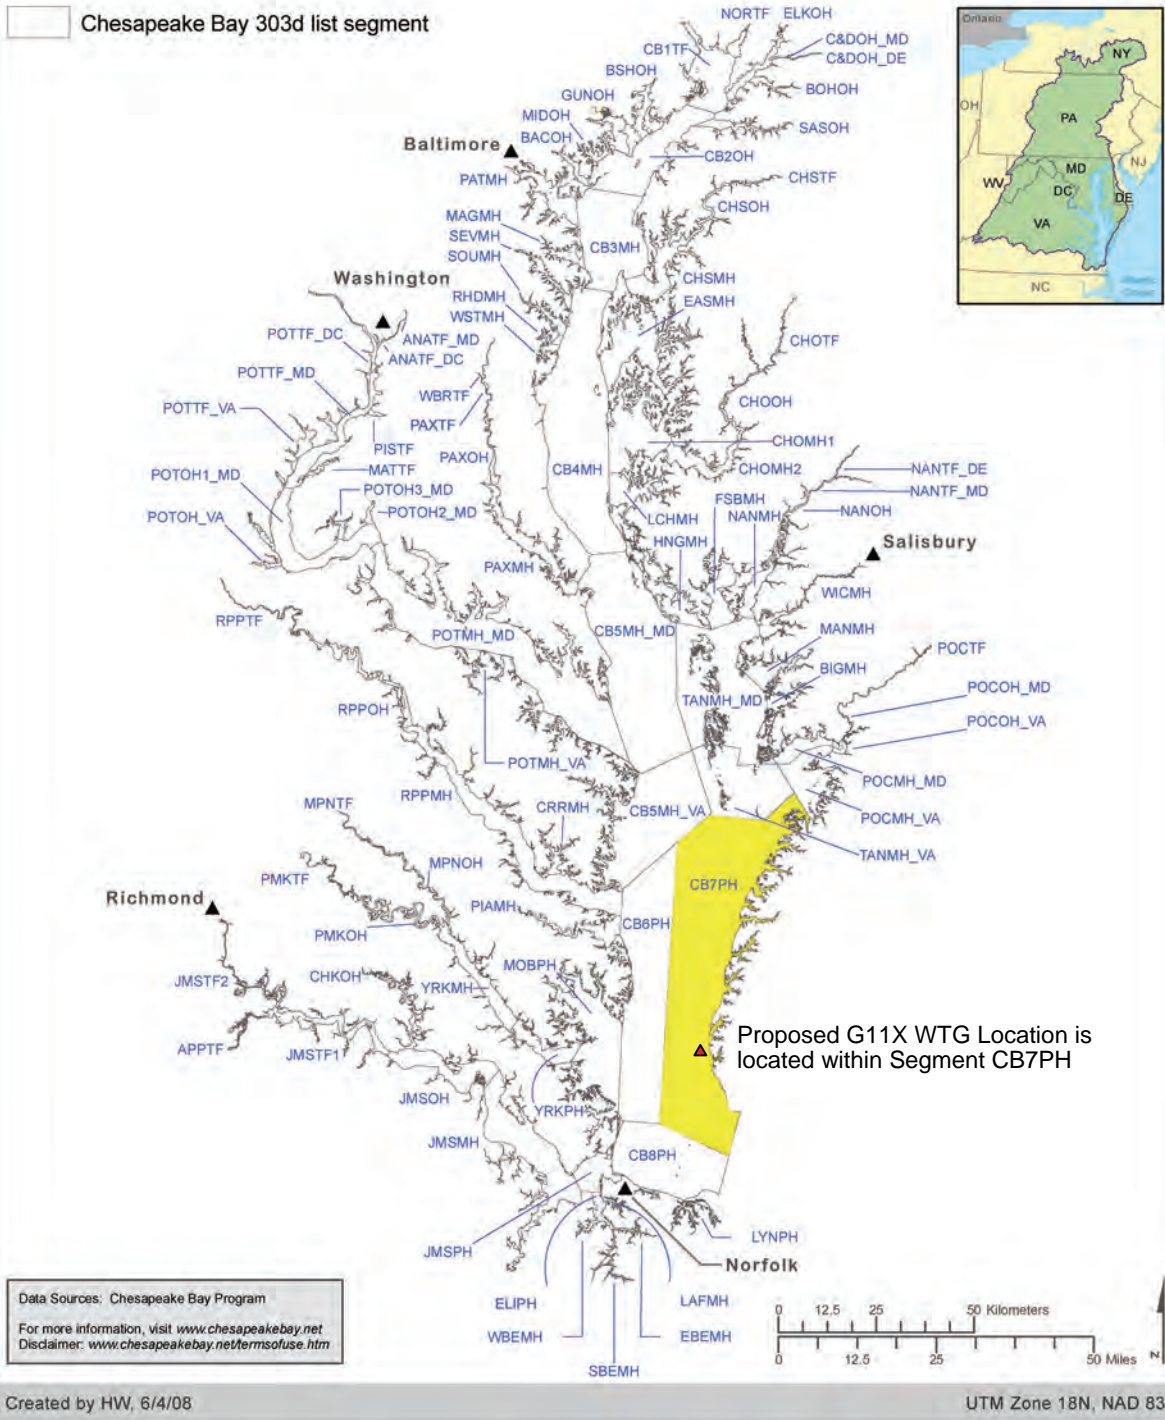 Chesapeake Bay 303d list segment
NORTF
ELKOH
CB1TF
C&DOH_MD
C&DOH_DE
BSHOH
BOHOH
GUNOH
MIDOH
BACOH
SASOH
Baltimore
CB2OH
PATMH
CHSTF
CHSOH
MAGMH
SEVMH
SOUMH
CB3MH
Washington
CHSMH
RHDMH
EASMH
WSTMH
POTTF_DC
ANATF_MD
ANATF_DC
CHOTF
POTTF_MD
WBRTF
CHOOH
POTTF_VA
PAXTF
PISTF
CHOMH1
PAXOH
MATTF
CB4MH
CHOMH2
NANTF_DE
POTOH1_MD
POTOH3_MD
NANTF_MD
FSBMH
POTOH2_MD
NANOH
POTOH_VA
LCHMH
NANMH
HNGMH
Salisbury
PAXMH
WICMH
RPPTF
POTMH_MD
CB5MH_MD
MANMH
POCTF
BIGMH
POCOH_MD
RPPOH
TANMH_MD
POCOH_VA
POTMH_VA
POCMH_MD
RPPMH
MPNTF
CRRMH
CB5MH_VA
POCMH_VA
TANMH_VA
MPNOH
PMKTF
CB7PH
Richmond
PIAMH
CB6PH
PMKOH
MOBPH
JMSTF2
CHKOH
YRKMH
Proposed G11X WTG Location is
located within Segment CB7PH
APPTF
JMSTF1
JMSOH
YRKPH
JMSMH
CB8PH
JMSPH
LYNPH
Norfolk
ELIPH
LAFMH
WBEMH
EBEMH
SBEMH
Ontario
NY
OH
PA
NJ
MD
WV
DC
DE
VA
NC
Data Sources: Chesapeake Bay Program
For more information, visit www.chesapeakebay.net
Disclaimer: www.chesapeakebay.net/termsofuse.htm
0 12.5 25 50 Kilometers
0 12.5 25 50 Miles
N
Created by HW, 6/4/08
UTM Zone 18N, NAD 83